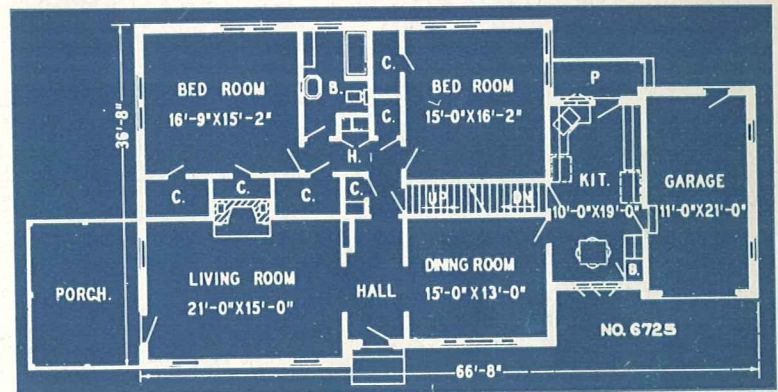 BED ROOM
16'-9"X15'-2"
B.
C.
C.
BED ROOM
15'-0"X16'-2"
P
36'-8"
H.
KIT.
10'-0"X19'-0"
GARAGE
11'-0"X21'-0"
C.
C.
C.
C.
UP
DN
PORCH.
LIVING ROOM
21'-0"X15'-0"
HALL
DINING ROOM
15'-0"X13'-0"
B.
NO. 6725
66'-8"